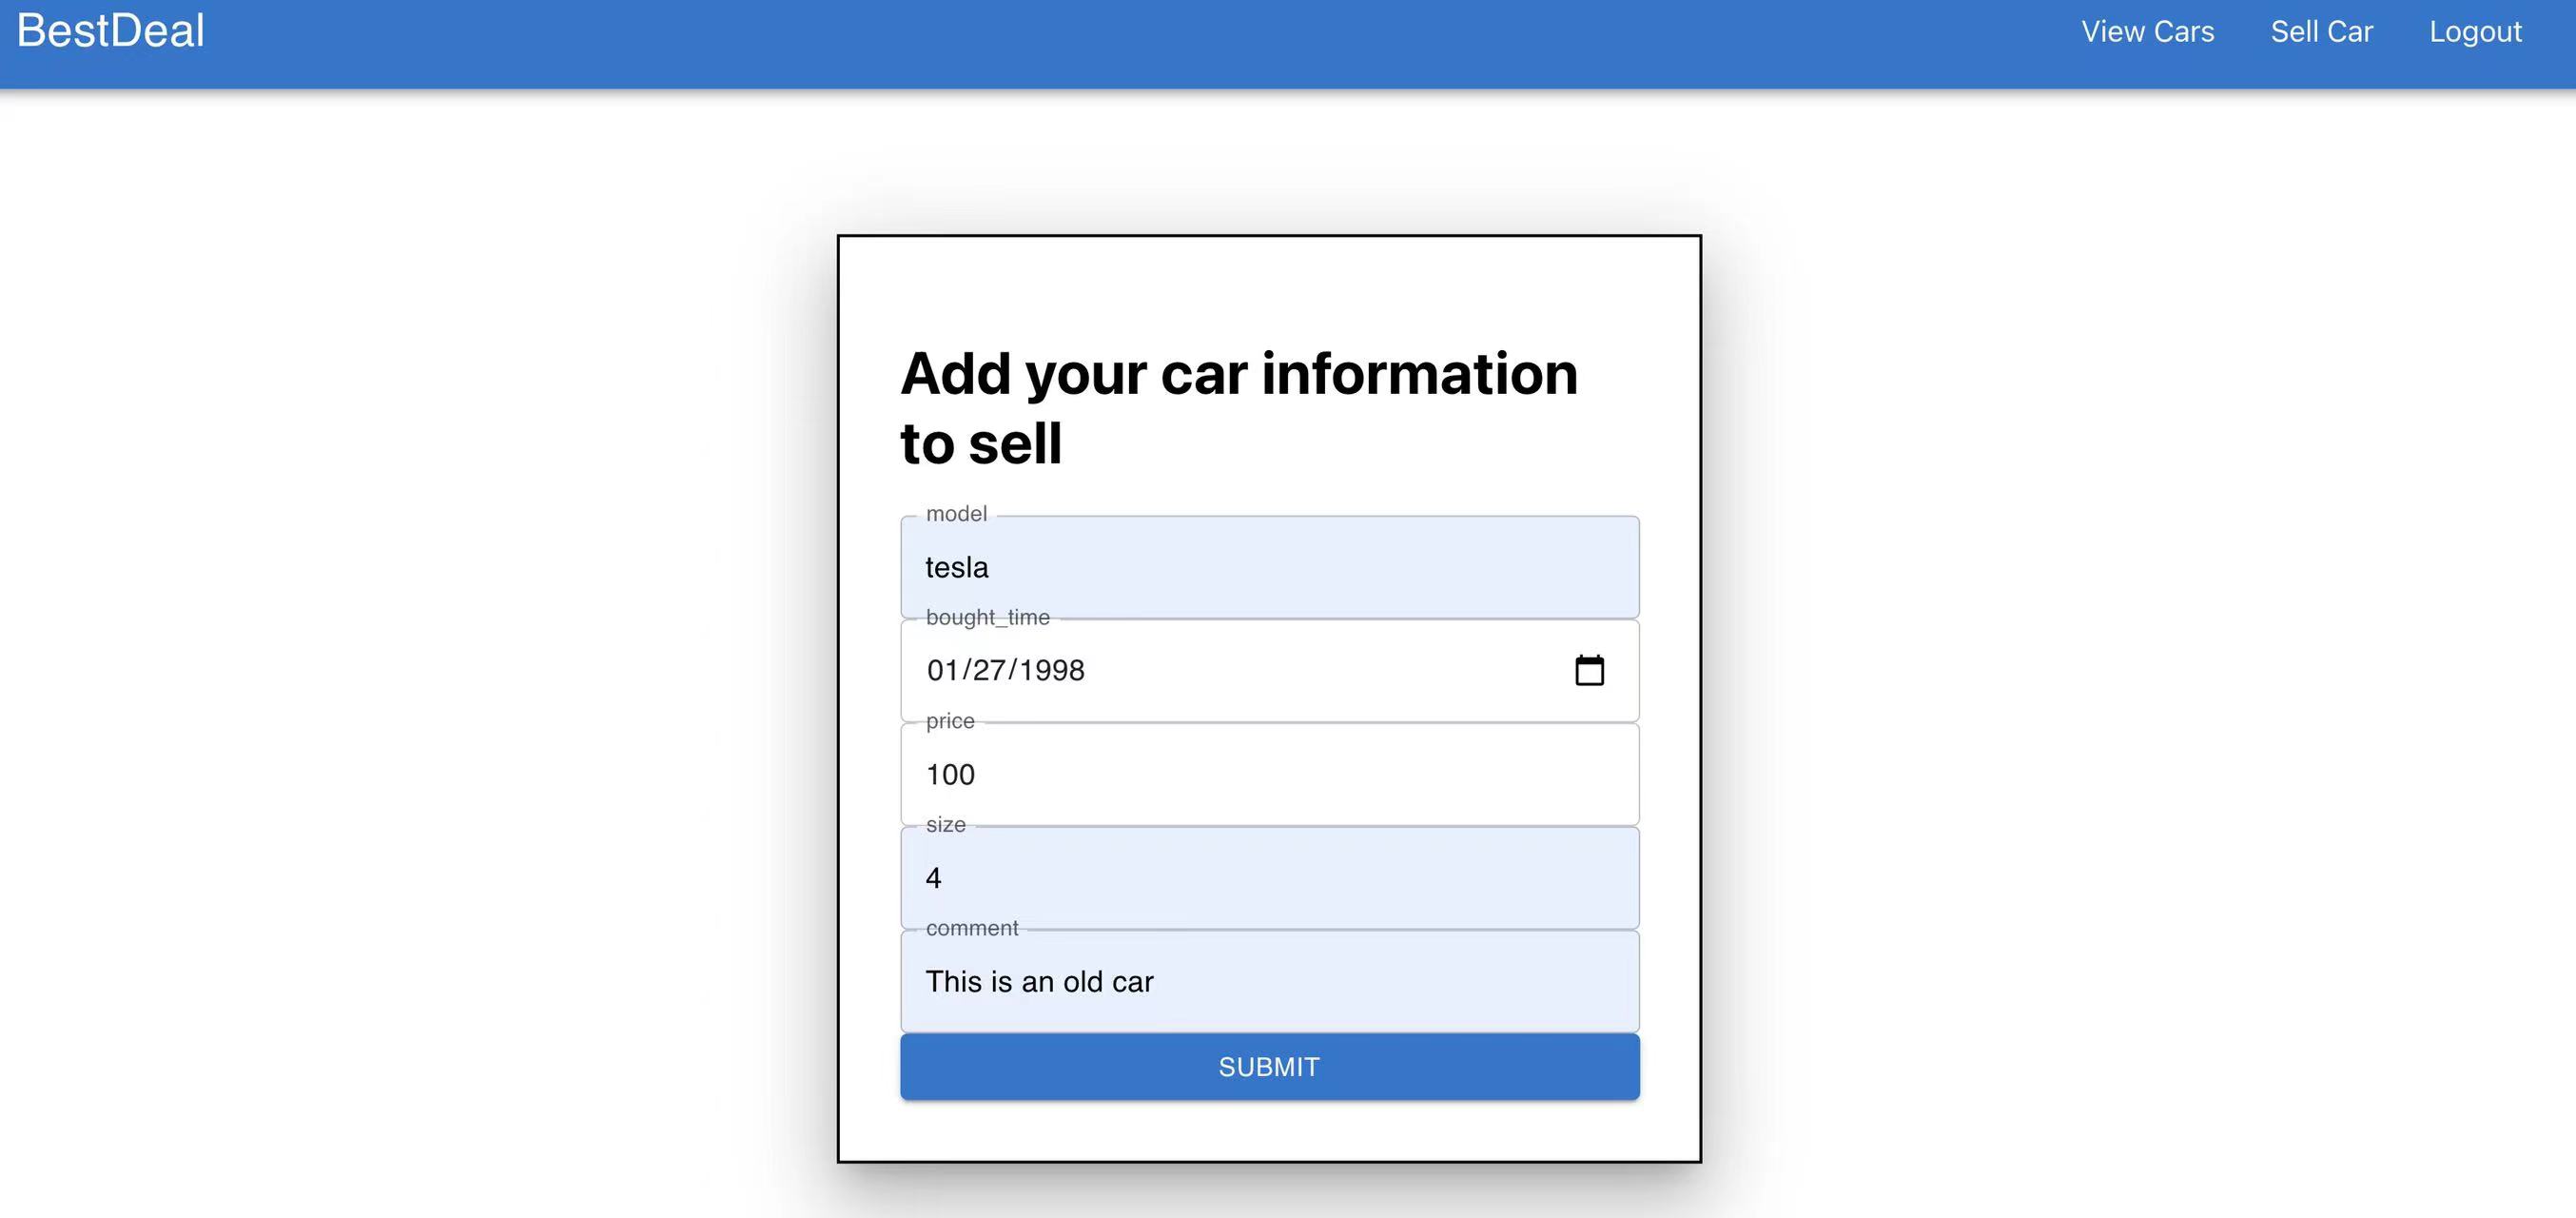 BestDeal
View Cars
Sell Car
Logout
Add your car information
to sell
model
tesla
bought_time
01/27/1998
price
100
size
4
comment
This is an old car
SUBMIT